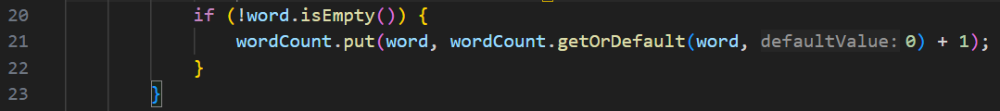 20 if (!word.isEmpty()) {
21 wordCount.put(word, wordCount.getOrDefault(word, defaultValue: 0) + 1);
22 }
23 }